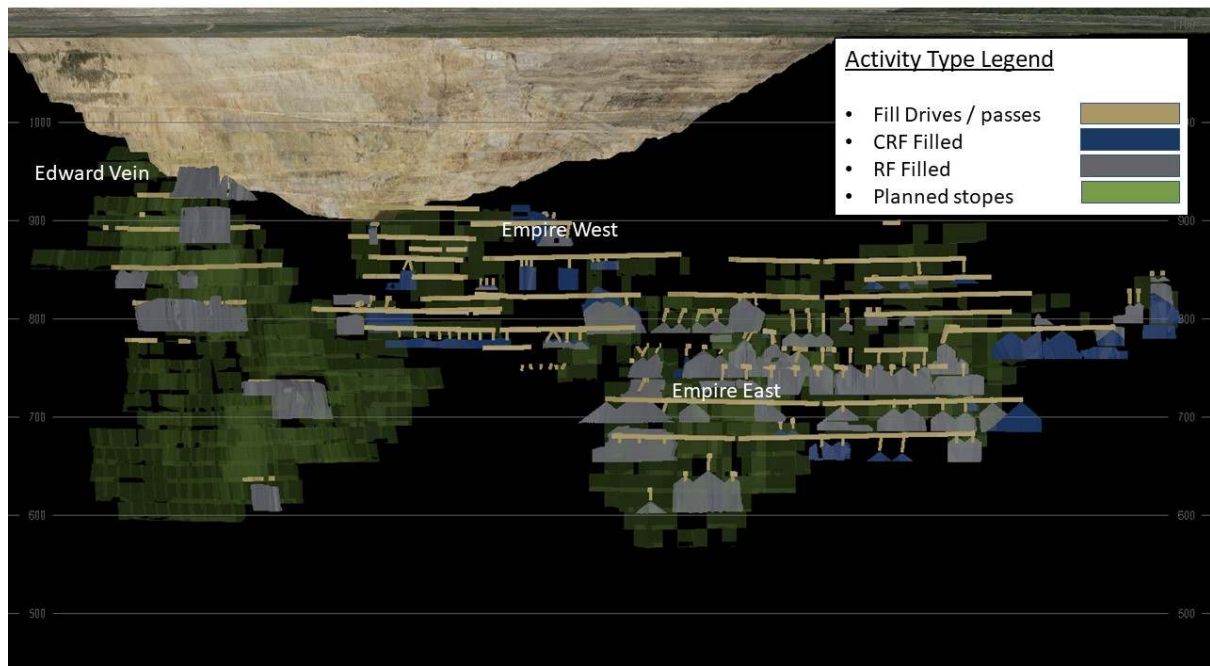 1100
Activity Type Legend
• Fill Drives / passes
• CRF Filled
• RF Filled
• Planned stopes
1000
Edward Vein
900
900
Empire West
800
800
Empire East
700
700
600
600
500
500